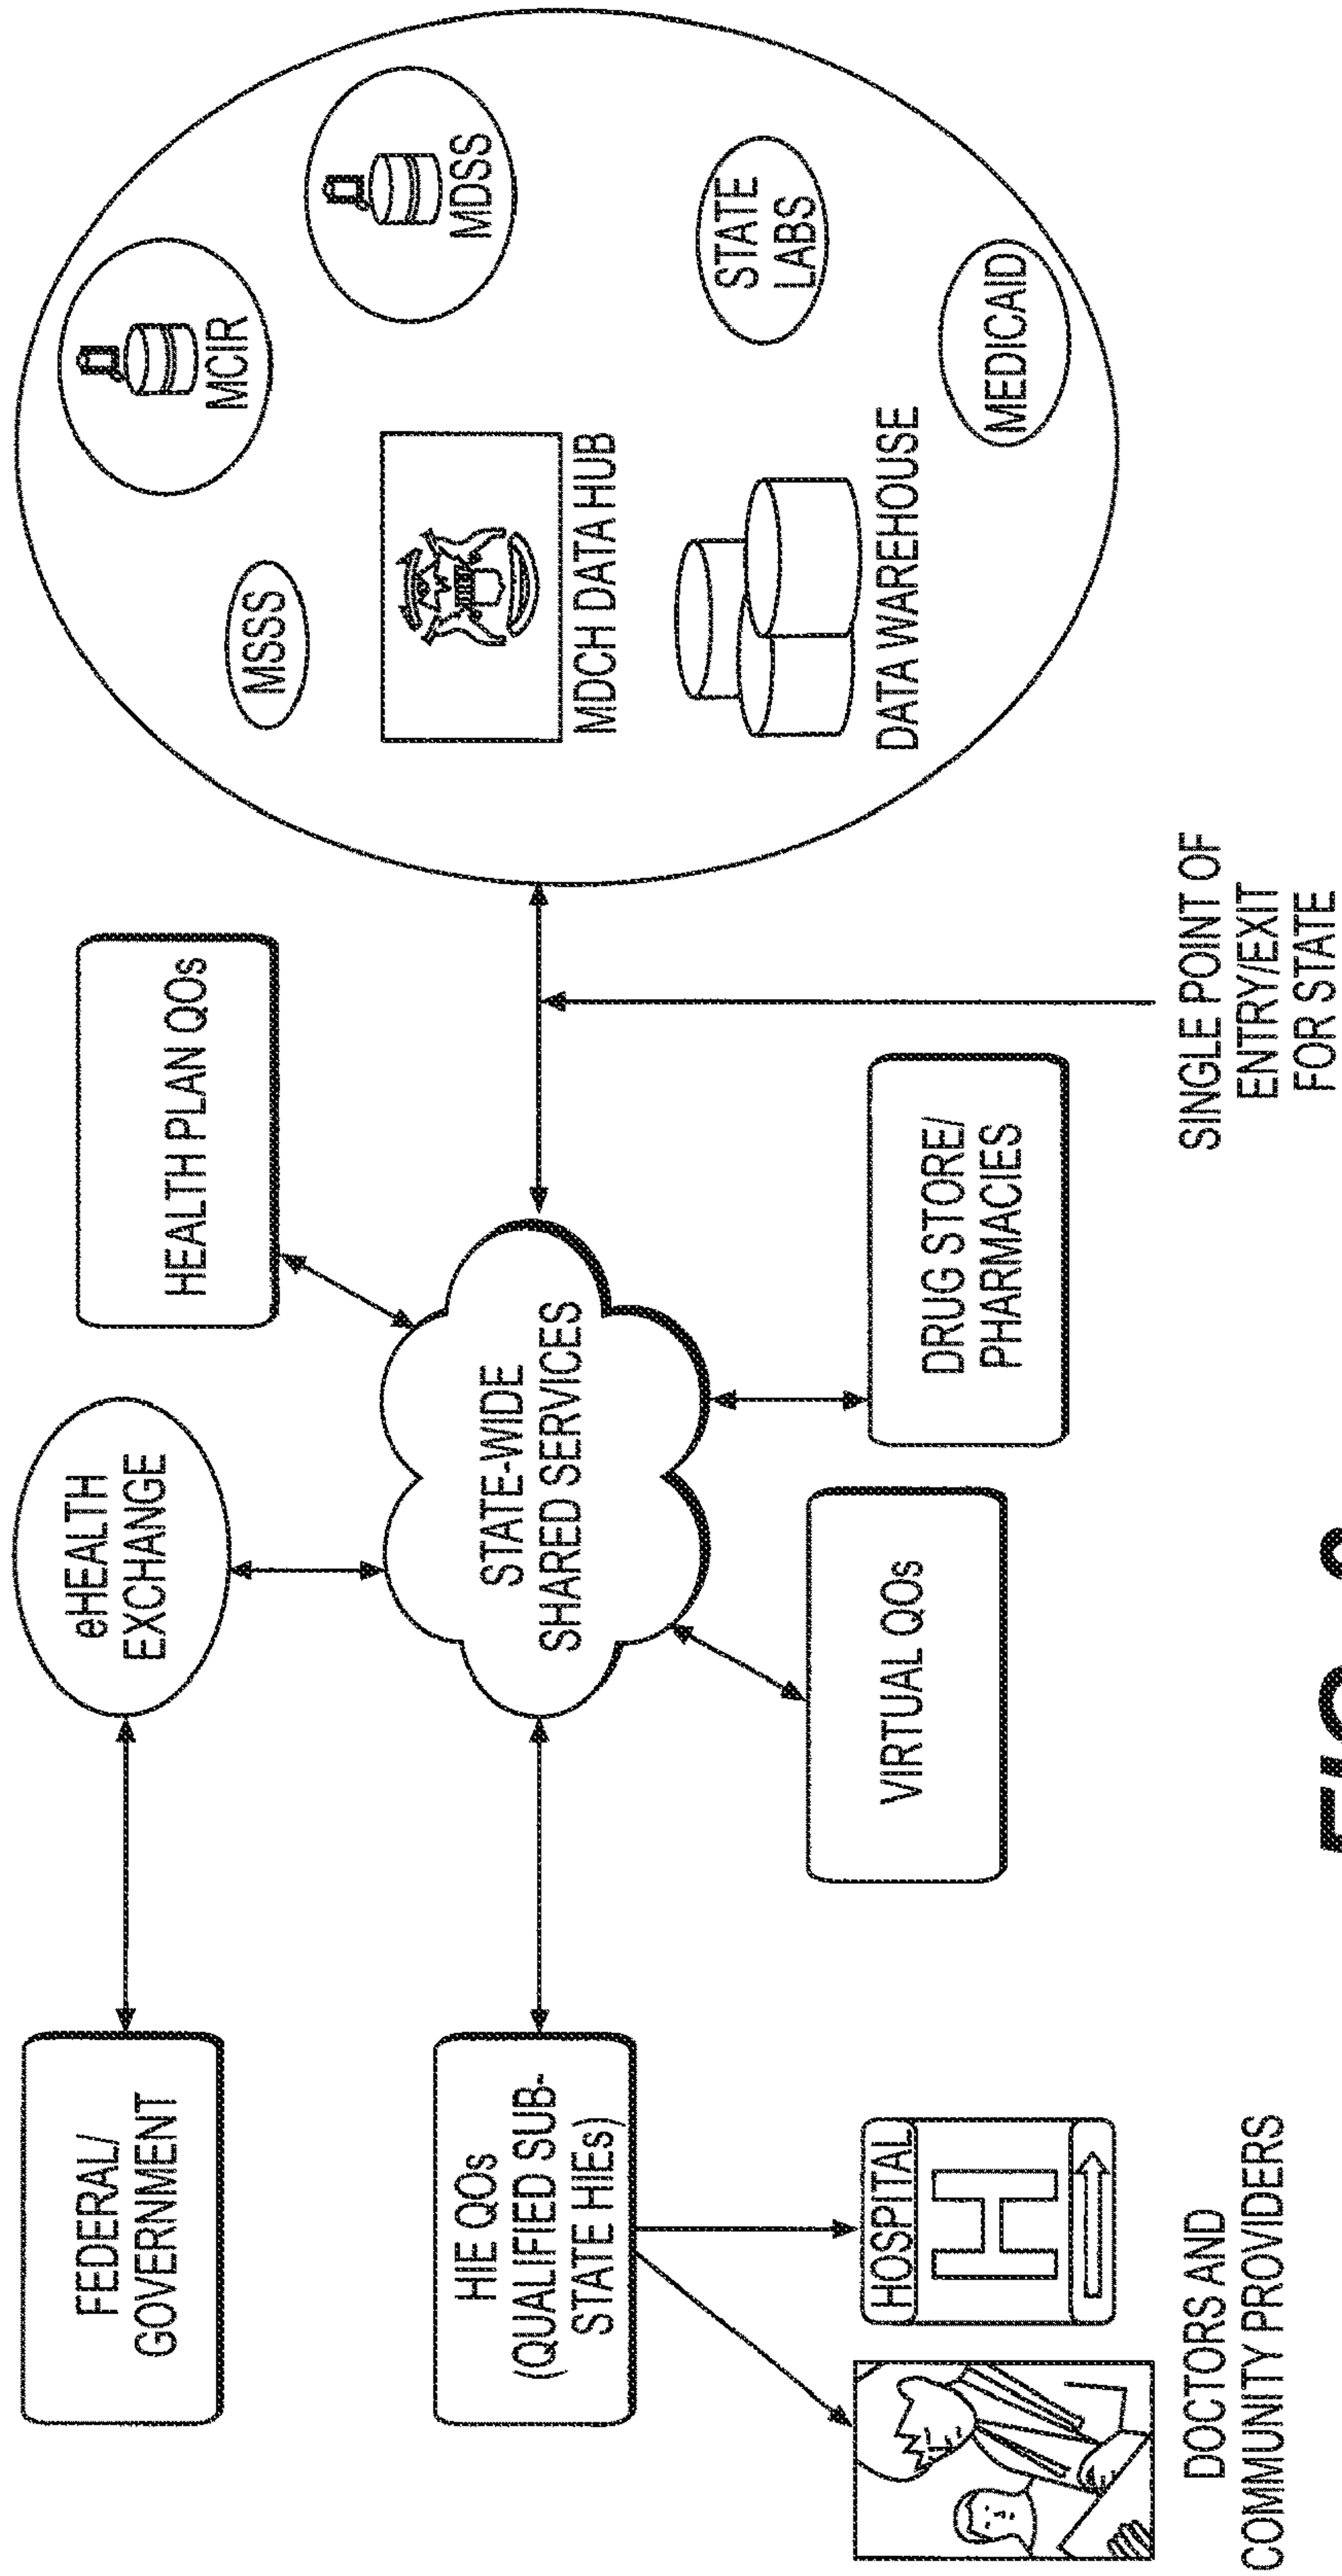 FEDERAL/
GOVERNMENT
eHEALTH
EXCHANGE
HEALTH PLAN QOs
HIE QOs
(QUALIFIED SUB-
STATE HIEs)
STATE-WIDE
SHARED SERVICES
MSSS
MCIR
MDSS
MDCH DATA HUB
STATE
LABS
DATA WAREHOUSE
MEDICAID
HOSPITAL
H
VIRTUAL QOs
DRUG STORE/
PHARMACIES
DOCTORS AND
COMMUNITY PROVIDERS
SINGLE POINT OF
ENTRY/EXIT
FOR STATE
FIG